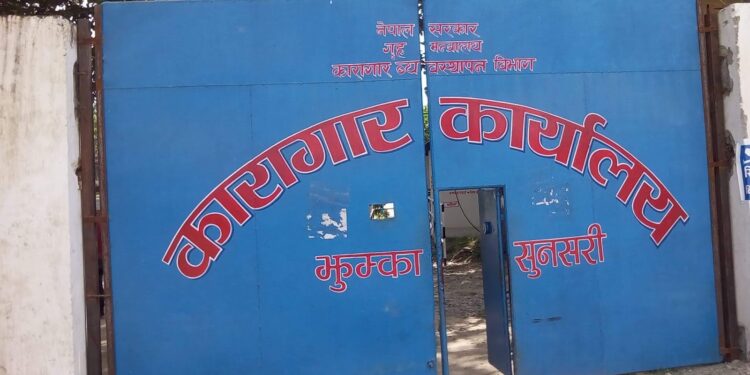 नेपाल सरकार
गृह मन्त्रालय
कारागार व्यवस्थापन विभाग
कारागार कार्यालय
झुम्का सुनसरी